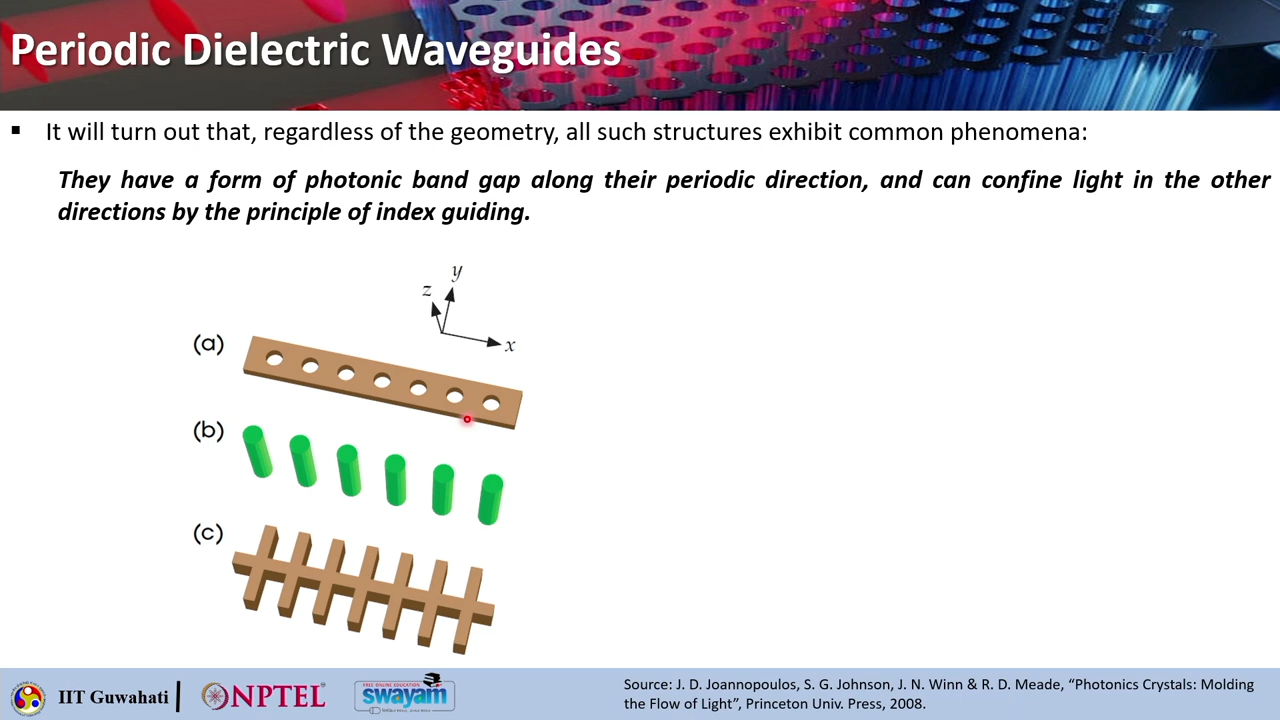 Periodic Dielectric Waveguides
▪ It will turn out that, regardless of the geometry, all such structures exhibit common phenomena:
They have a form of photonic band gap along their periodic direction, and can confine light in the other
directions by the principle of index guiding.
y
z
x
(a)
(b)
(c)
IIT Guwahati
NPTEL
FREE ONLINE EDUCATION
swayam
Source: J. D. Joannopoulos, S. G. Johnson, J. N. Winn & R. D. Meade, “Photonics Crystals: Molding
the Flow of Light”, Princeton Univ. Press, 2008.